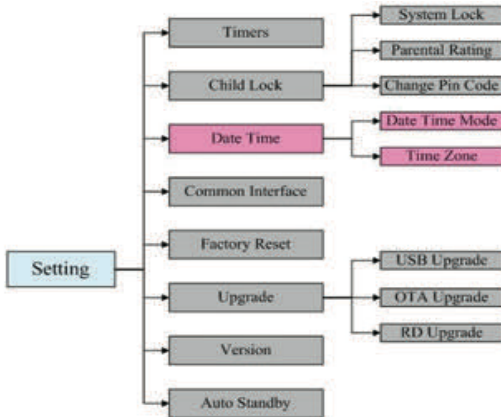 Setting
Timers
Child Lock
Date Time
Common Interface
Factory Reset
Upgrade
Version
Auto Standby
System Lock
Parental Rating
Change Pin Code
Date Time Mode
Time Zone
USB Upgrade
OTA Upgrade
RD Upgrade